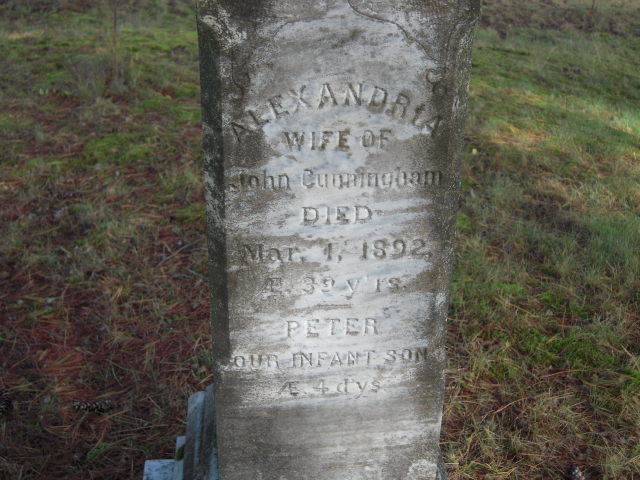 ALEXANDRIA
WIFE OF
John Cunningham
DIED
Mar. 1, 1892,
Æ. 39 y'rs.
PETER
OUR INFANT SON
Æ 4 dys